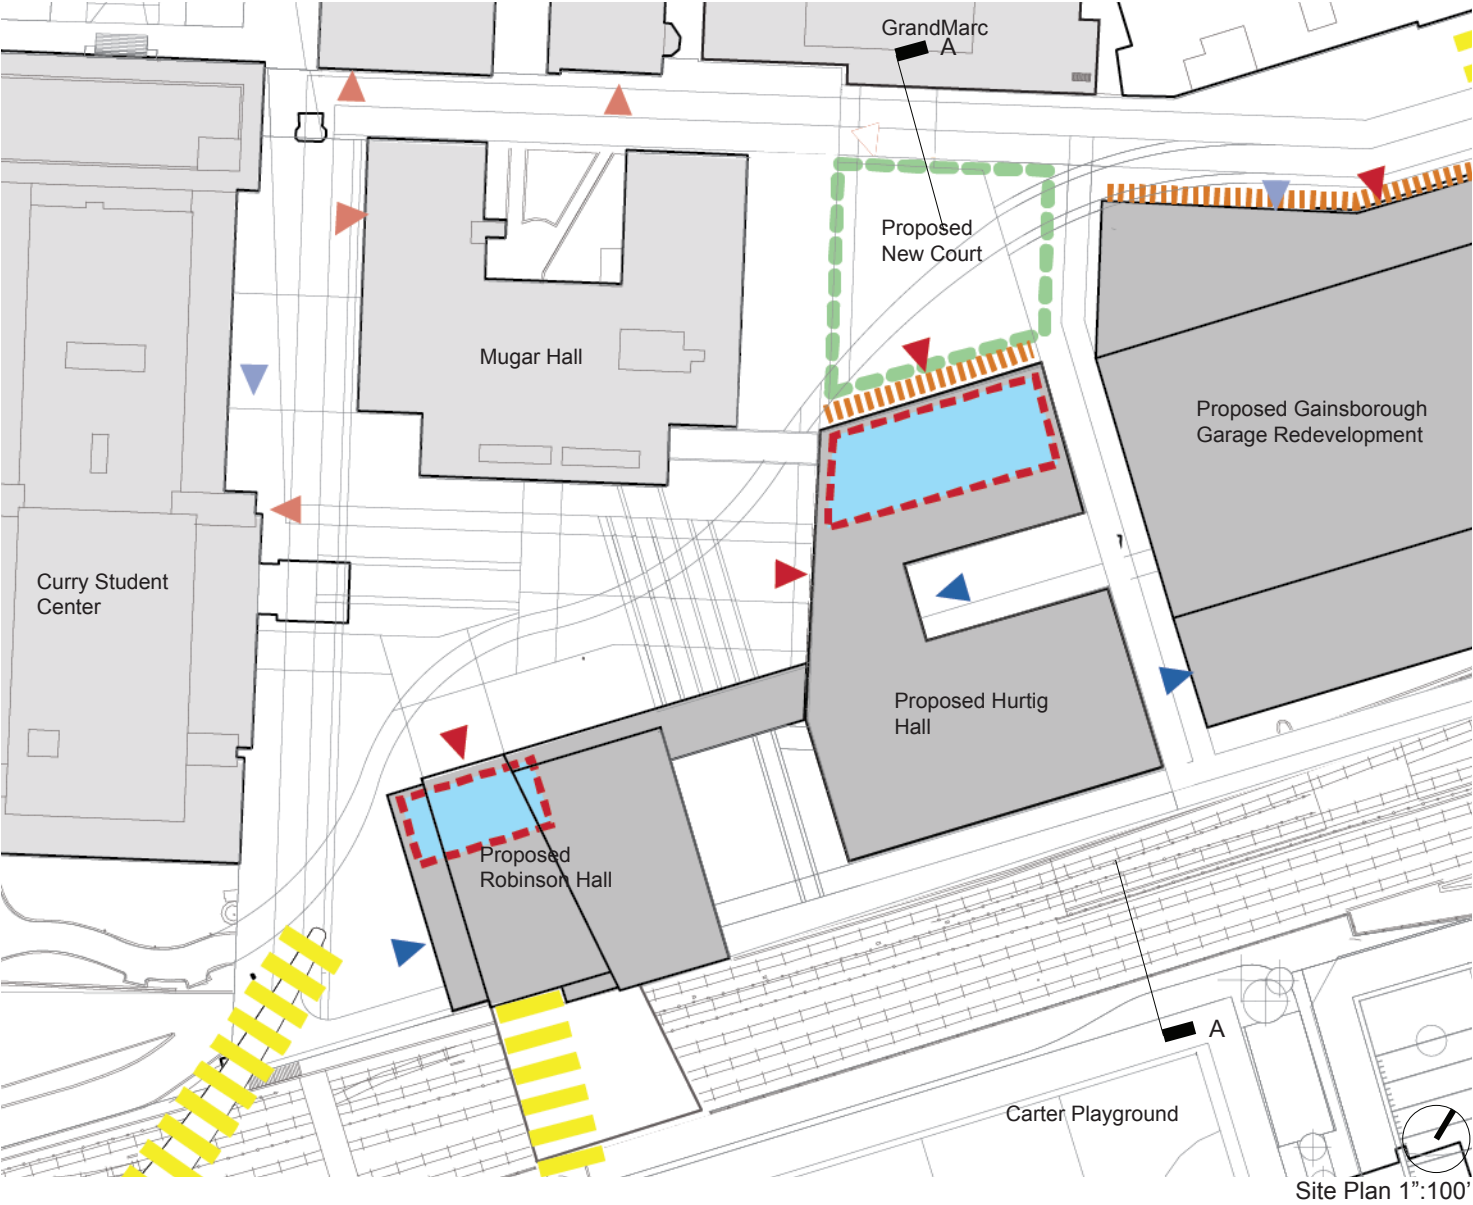 GrandMarc
A
Proposed
New Court
Mugar Hall
Proposed Gainsborough
Garage Redevelopment
Curry Student
Center
Proposed Hurtig
Hall
Proposed
Robinson Hall
A
Carter Playground
Site Plan 1”:100’